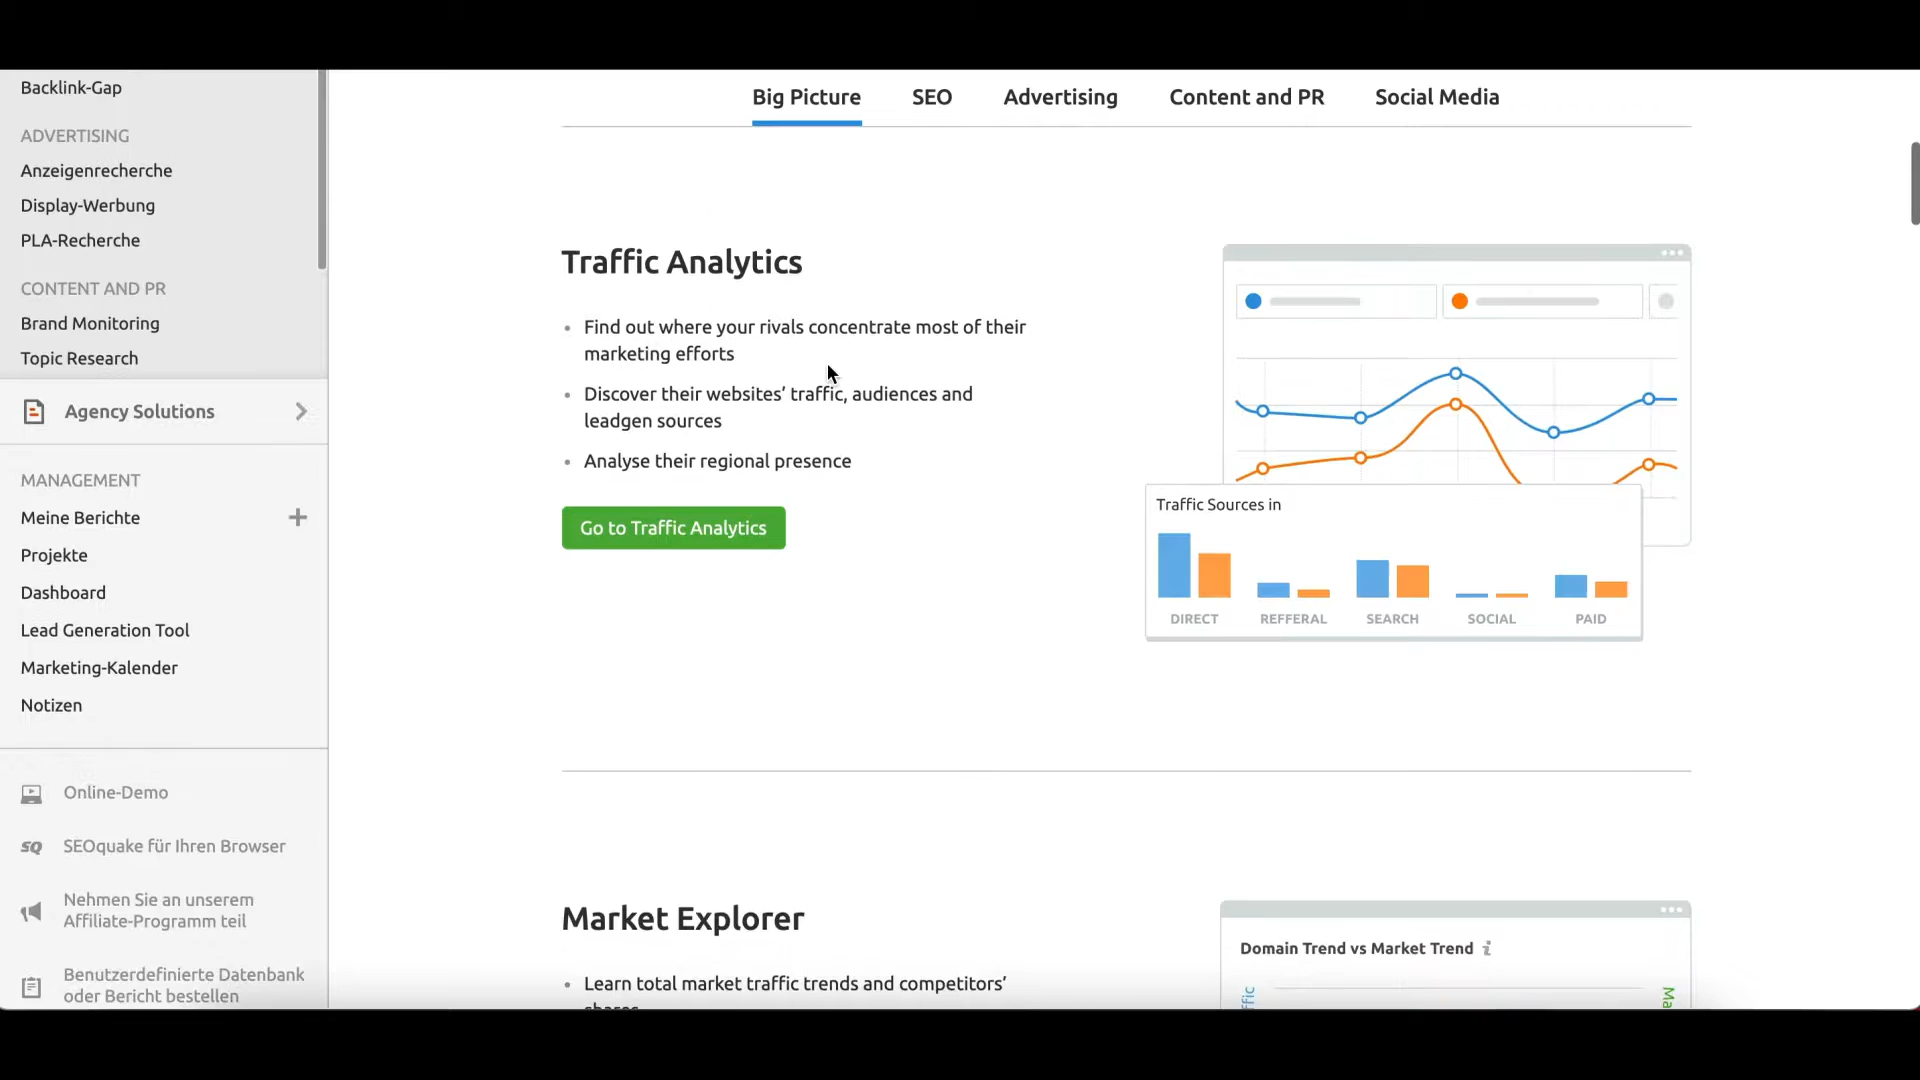 Backlink-Gap
ADVERTISING
Anzeigenrecherche
Display-Werbung
PLA-Recherche
CONTENT AND PR
Brand Monitoring
Topic Research
Agency Solutions
MANAGEMENT
Meine Berichte
Projekte
Dashboard
Lead Generation Tool
Marketing-Kalender
Notizen
Online-Demo
SQ SEOquake für Ihren Browser
Nehmen Sie an unserem
Affiliate-Programm teil
Benutzerdefinierte Datenbank
oder Bericht bestellen
Big Picture SEO Advertising Content and PR Social Media
Traffic Analytics
Find out where your rivals concentrate most of their
marketing efforts
Discover their websites’ traffic, audiences and
leadgen sources
Analyse their regional presence
Go to Traffic Analytics
Traffic Sources in
DIRECT REFFERAL SEARCH SOCIAL PAID
Market Explorer
Learn total market traffic trends and competitors’
Domain Trend vs Market Trend